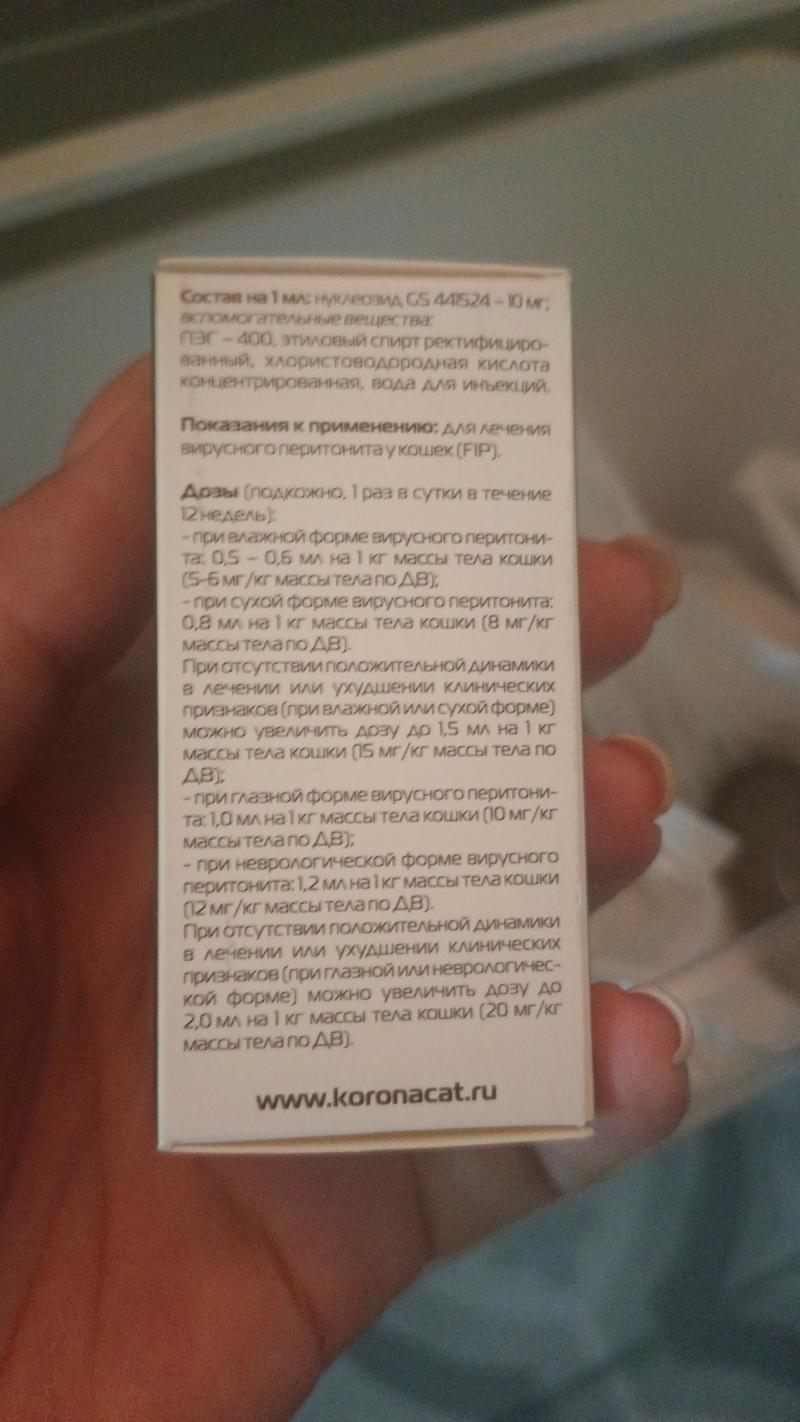 Состав на 1 мл: нуклеозид GS 441524 – 10 мг;
вспомогательные вещества:
ПЭГ – 400, этиловый спирт ректифициро-
ванный, хлористоводородная кислота
концентрированная, вода для инъекций.
Показания к применению: для лечения
вирусного перитонита у кошек (FIP).
Дозы (подкожно, 1 раз в сутки в течение
12 недель):
- при влажной форме вирусного перитони-
та: 0,5 – 0,6 мл на 1 кг массы тела кошки
(5-6 мг/кг массы тела по ДВ);
- при сухой форме вирусного перитонита:
0,8 мл на 1 кг массы тела кошки (8 мг/кг
массы тела по ДВ).
При отсутствии положительной динамики
в лечении или ухудшении клинических
признаков (при влажной или сухой форме)
можно увеличить дозу до 1,5 мл на 1 кг
массы тела кошки (15 мг/кг массы тела по
ДВ);
- при глазной форме вирусного перитони-
та: 1,0 мл на 1 кг массы тела кошки (10 мг/кг
массы тела по ДВ);
- при неврологической форме вирусного
перитонита: 1,2 мл на 1 кг массы тела кошки
(12 мг/кг массы тела по ДВ).
При отсутствии положительной динамики
в лечении или ухудшении клинических
признаков (при глазной или неврологичес-
кой форме) можно увеличить дозу до
2,0 мл на 1 кг массы тела кошки (20 мг/кг
массы тела по ДВ).
www.koronacat.ru